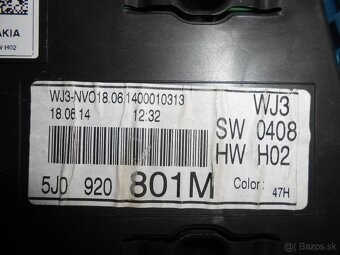 AKIA
W H02
WJ3-NVO18.06.1400010313
18.06.14 12:32
WJ3
SW 0408
HW H02
5J0 920 801M
Color: 47H
© bazos.sk